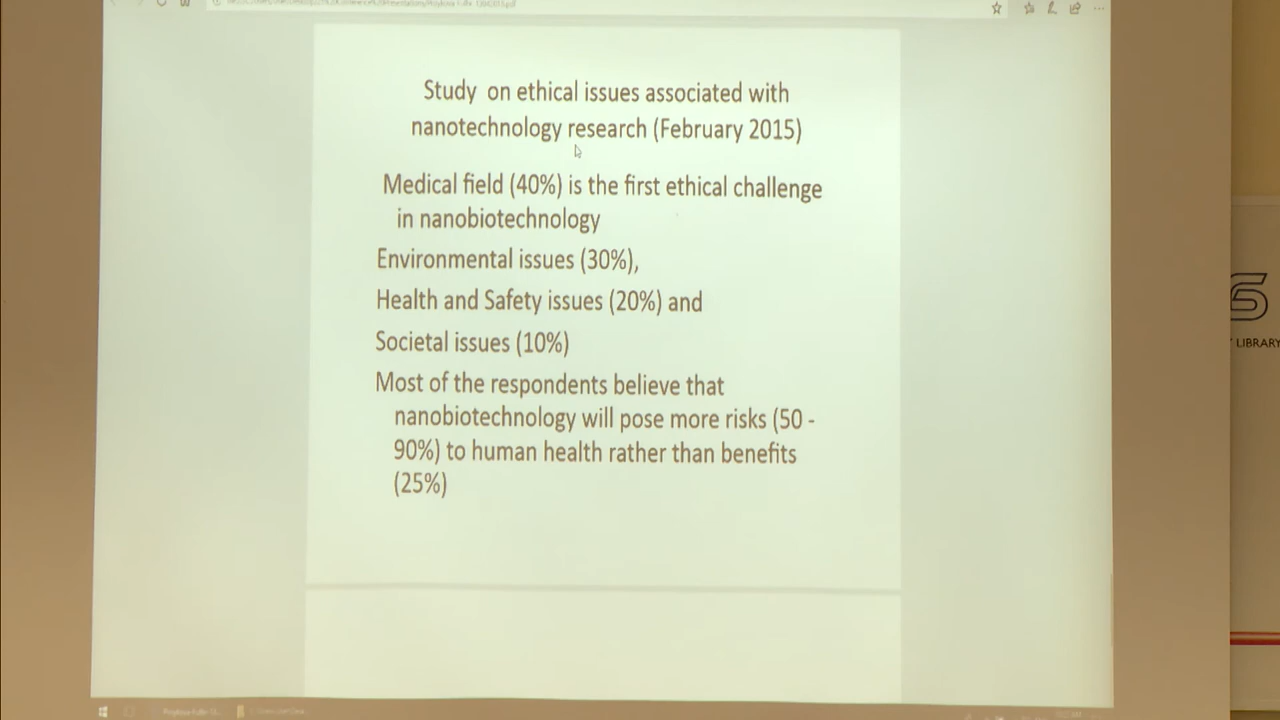 Study on ethical issues associated with
nanotechnology research (February 2015)
Medical field (40%) is the first ethical challenge
in nanobiotechnology
Environmental issues (30%),
Health and Safety issues (20%) and
Societal issues (10%)
Most of the respondents believe that
nanobiotechnology will pose more risks (50 -
90%) to human health rather than benefits
(25%)
LIBRARY